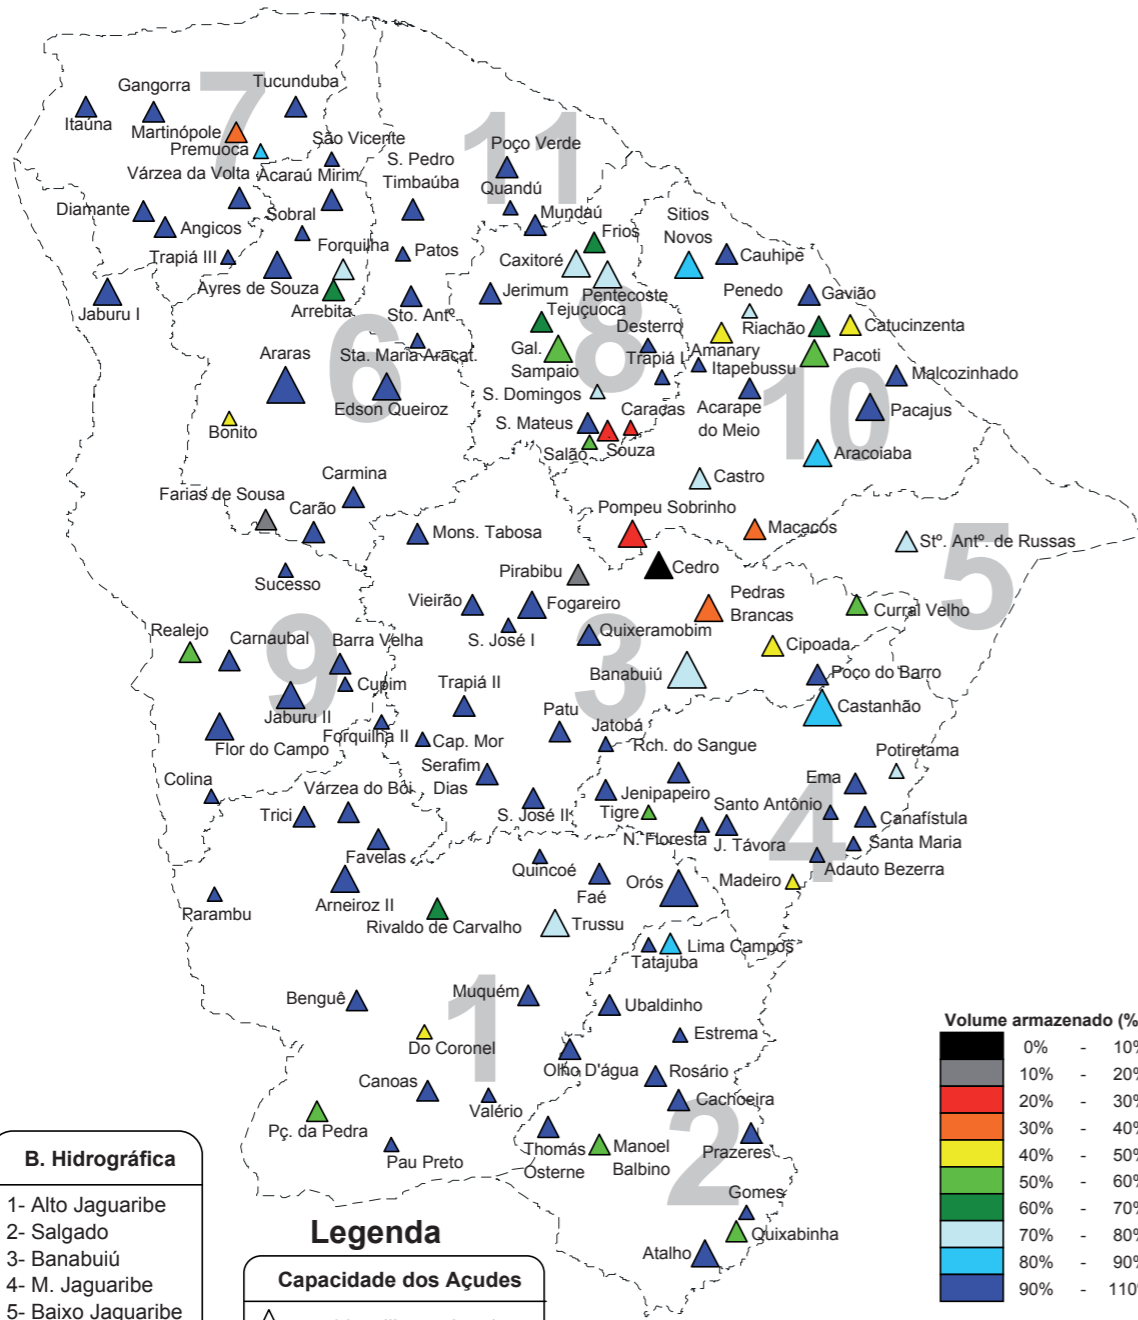 7
11
6
8
10
5
9
3
4
1
2
Itaúna
Gangorra
Tucunduba
Martinópole
Premuoca
São Vicente
Várzea da Volta
Acaraú Mirim
S. Pedro
Timbaúba
Poço Verde
Quandú
Mundaú
Diamante
Angicos
Sobral
Trapiá III
Forquilha
Patos
Frios
Caxitoré
Sitios
Novos
Cauhipe
Jaburu I
Ayres de Souza
Arrebita
Sto. Antº
Jerimum
Pentecoste
Tejuçuoca
Penedo
Gavião
Desterro
Riachão
Catucinzenta
Araras
Sta. Maria Araçat.
Gal.
Sampaio
Trapiá I
Amanary
Itapebussu
Pacoti
Malcozinhado
Edson Queiroz
S. Domingos
Caracas
Acarape
do Meio
Pacajus
Bonito
S. Mateus
Salão
Souza
Aracoiaba
Carmina
Castro
Farias de Sousa
Carão
Mons. Tabosa
Pompeu Sobrinho
Macacos
Stº. Antº. de Russas
Sucesso
Pirabibu
Cedro
Vieirão
Fogareiro
Pedras
Brancas
Curral Velho
S. José I
Quixeramobim
Realejo
Carnaubal
Barra Velha
Cipoada
Cupim
Banabuiú
Poço do Barro
Jaburu II
Trapiá II
Castanhão
Flor do Campo
Forquilha II
Cap. Mor
Patu
Jatobá
Rch. do Sangue
Potiretama
Serafim
Dias
Ema
Colina
Várzea do Boi
Jenipapeiro
Santo Antônio
Trici
S. José II
Tigre
Canafístula
Favelas
N. Floresta
J. Távora
Santa Maria
Quincoé
Adauto Bezerra
Arneiroz II
Faé
Orós
Madeiro
Parambu
Rivaldo de Carvalho
Trussu
Lima Campos
Tatajuba
Benguê
Muquém
Ubaldinho
Do Coronel
Estrema
Olho D'água
Rosário
Canoas
Valério
Cachoeira
Pç. da Pedra
Thomás
Osterne
Manoel
Balbino
Prazeres
Pau Preto
Gomes
Quixabinha
Atalho
Volume armazenado (%
0% - 10%
10% - 20%
20% - 30%
30% - 40%
40% - 50%
50% - 60%
60% - 70%
70% - 80%
80% - 90%
90% - 110%
B. Hidrográfica
1- Alto Jaguaribe
2- Salgado
3- Banabuiú
4- M. Jaguaribe
5- Baixo Jaguaribe
Legenda
Capacidade dos Açudes